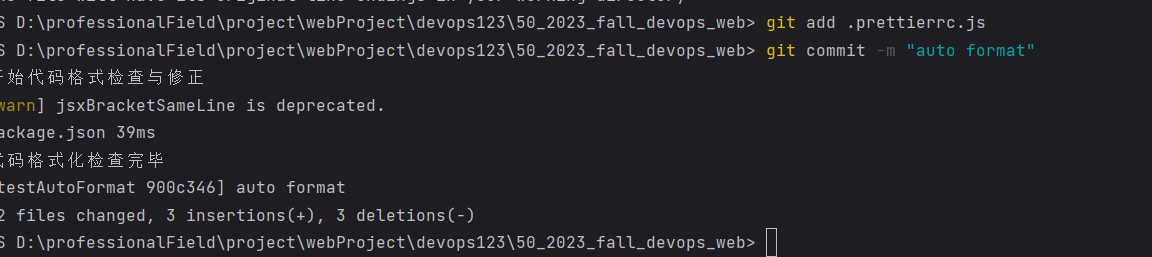 S D:\professionalField\project\webProject\devops123\50_2023_fall_devops_web> git add .prettierrc.js
S D:\professionalField\project\webProject\devops123\50_2023_fall_devops_web> git commit -m "auto format"
开始代码格式检查与修正
warn] jsxBracketSameLine is deprecated.
ackage.json 39ms
代码格式化检查完毕
testAutoFormat 900c346] auto format
2 files changed, 3 insertions(+), 3 deletions(-)
S D:\professionalField\project\webProject\devops123\50_2023_fall_devops_web>